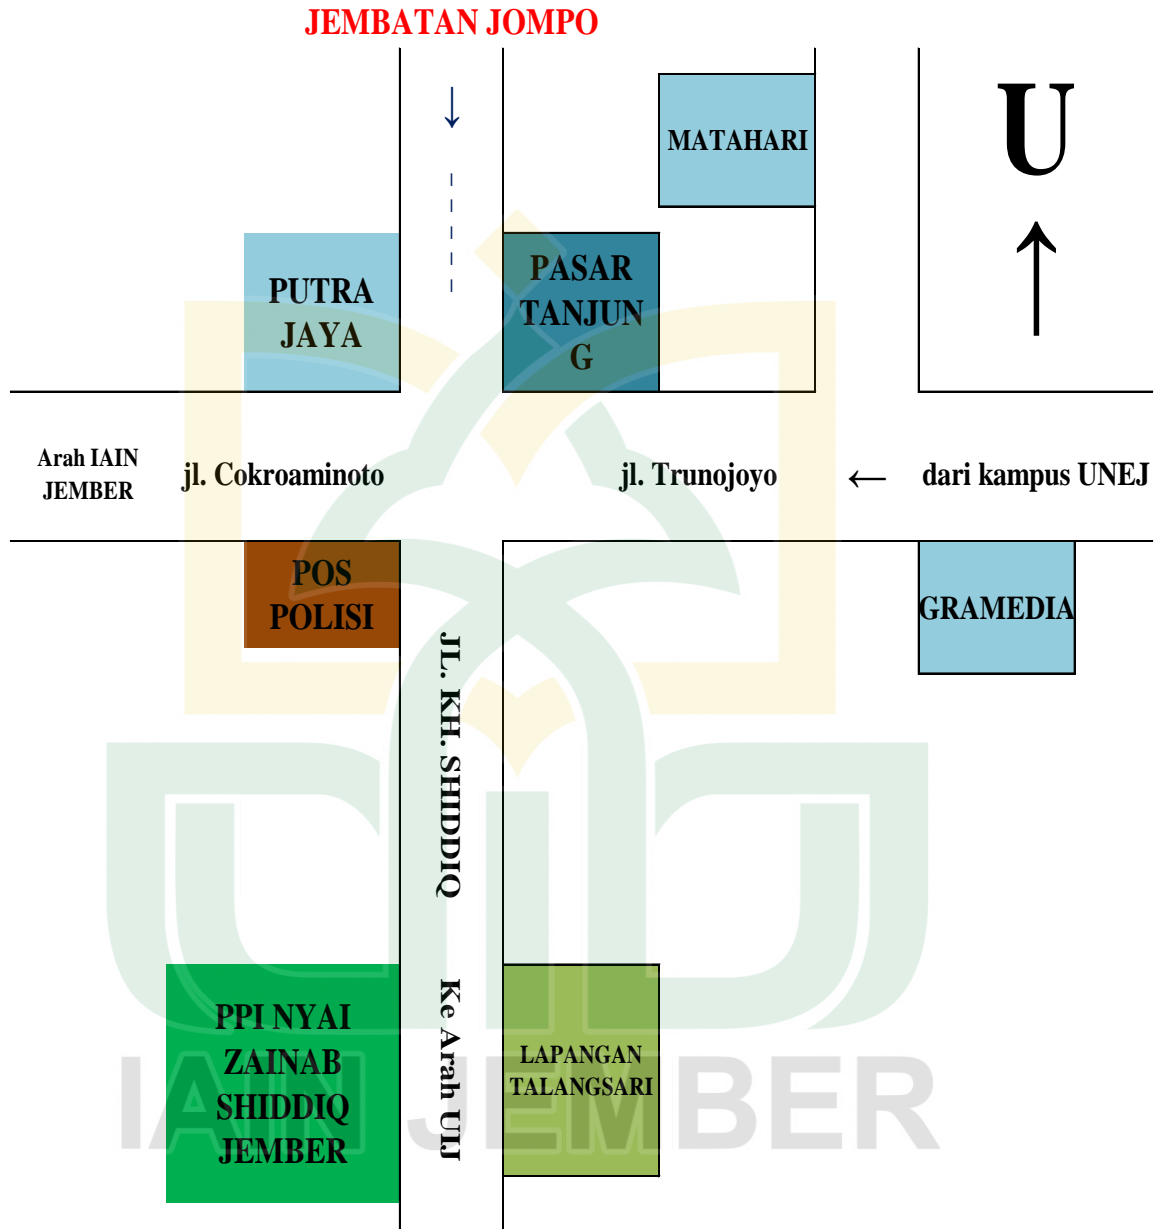 JEMBATAN JOMPO
U
MATAHARI
PUTRA
JAYA
PASAR
TANJUN
G
Arah IAIN
JEMBER
jl. Cokroaminoto
jl. Trunojoyo
dari kampus UNEJ
POS
POLISI
GRAMEDIA
JL. KH. SHIDDIQ
Ke Arah UIJ
PPI NYAI
ZAINAB
SHIDDIQ
JEMBER
LAPANGAN
TALANGSARI
IAIN JEMBER